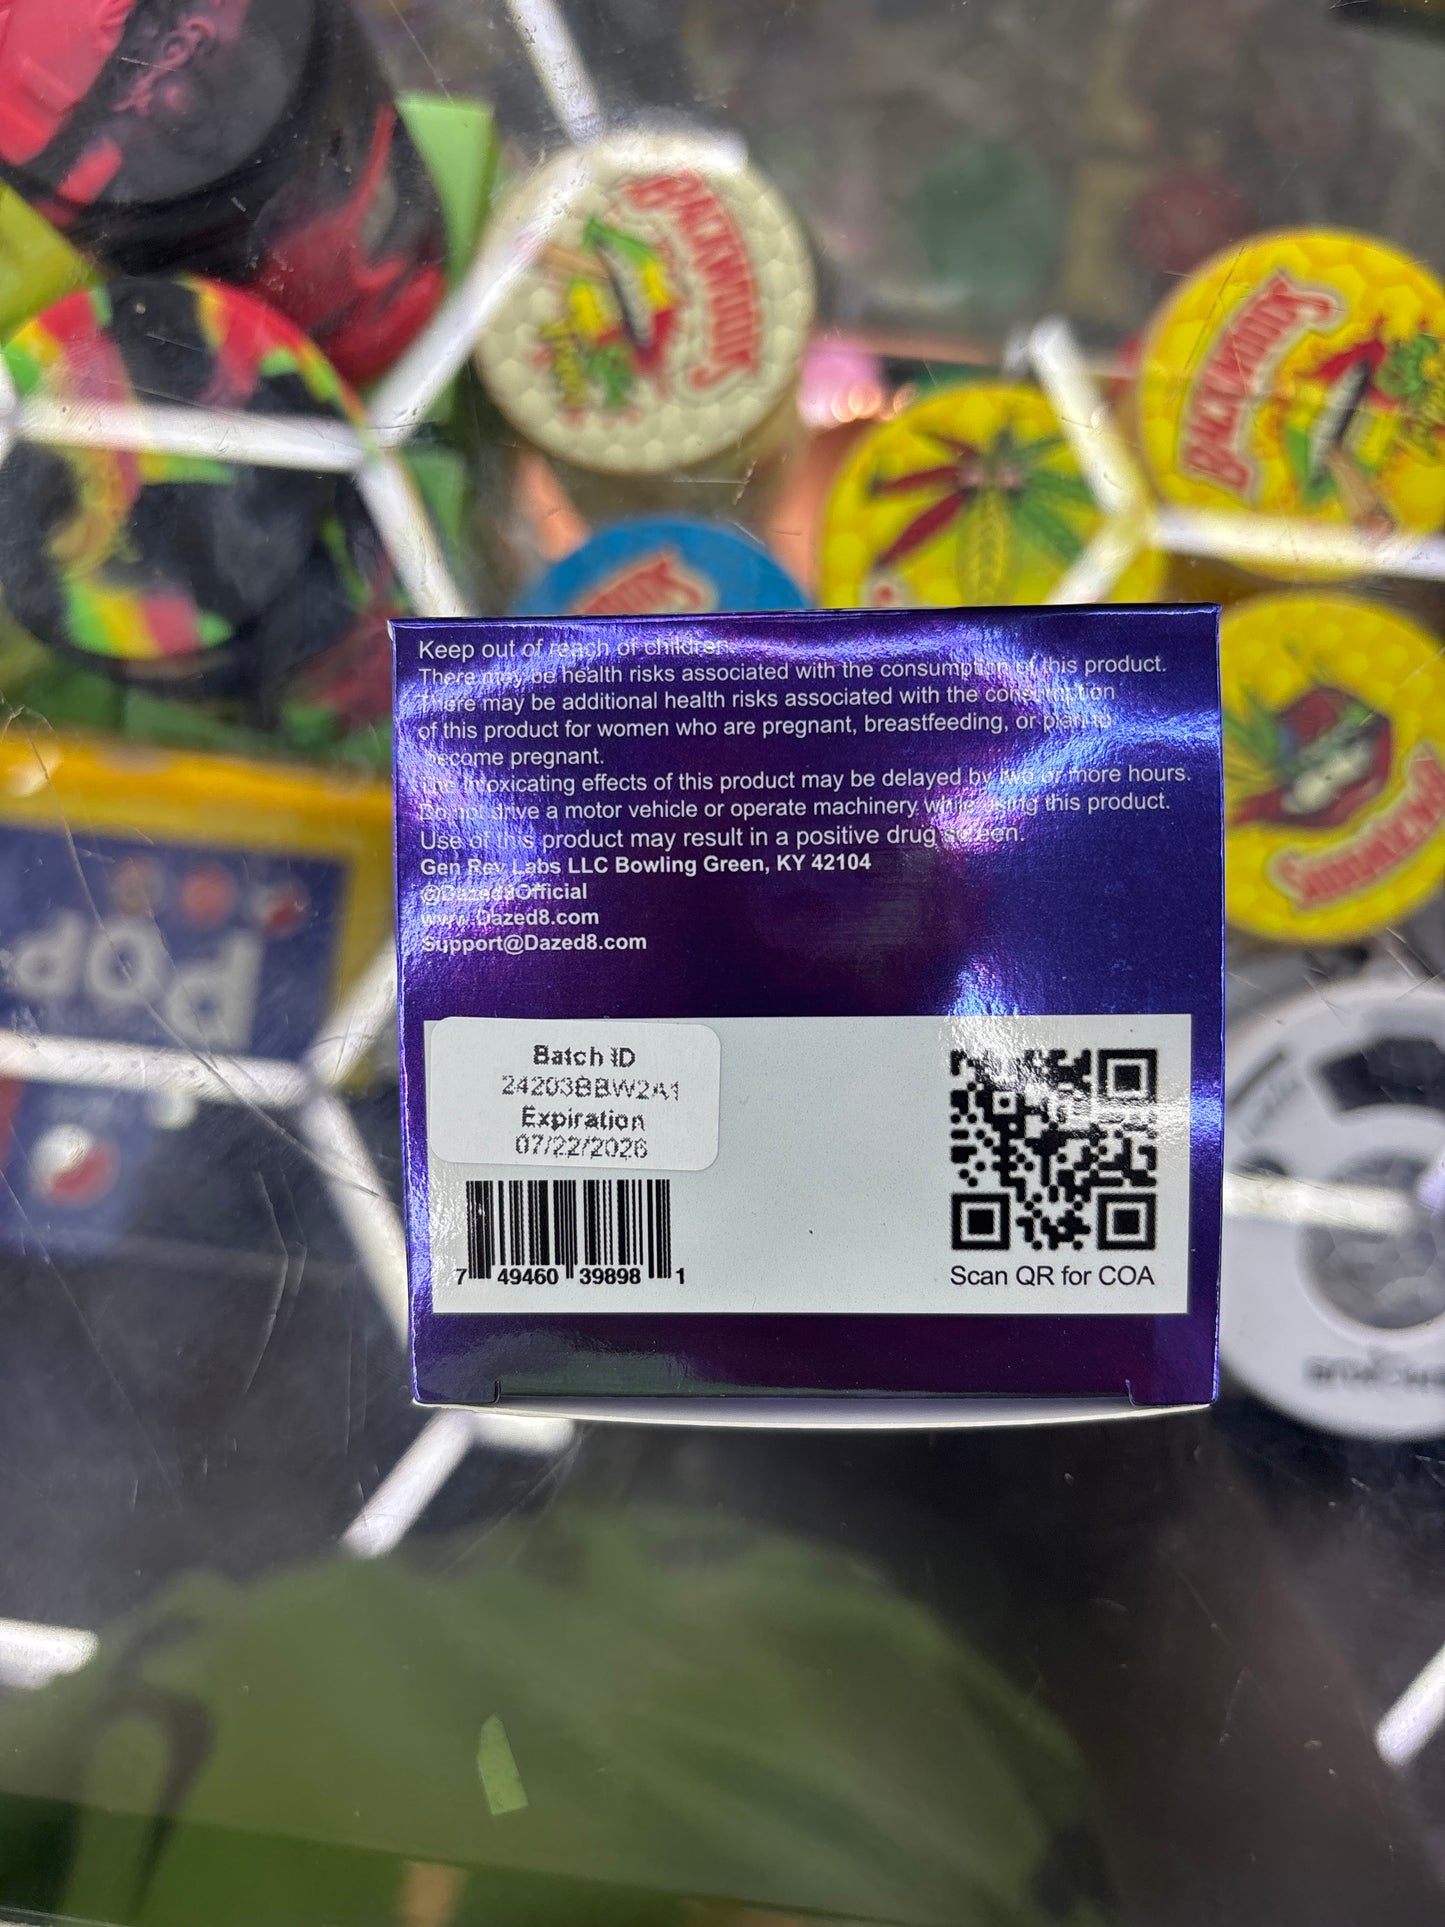 BACKWOODS
BACKWOODS
Keep out of reach of children.
There may be health risks associated with the consumption of this product.
There may be additional health risks associated with the consumption
of this product for women who are pregnant, breastfeeding, or plan to
become pregnant.
The intoxicating effects of this product may be delayed by two or more hours.
Do not drive a motor vehicle or operate machinery while using this product.
Use of this product may result in a positive drug screen.
Gen Rev Labs LLC Bowling Green, KY 42104
@Dazed8Official
www.Dazed8.com
Support@Dazed8.com
Batch ID
24203BBW2A1
Expiration
07/22/2026
7 49460 39898 1
Scan QR for COA